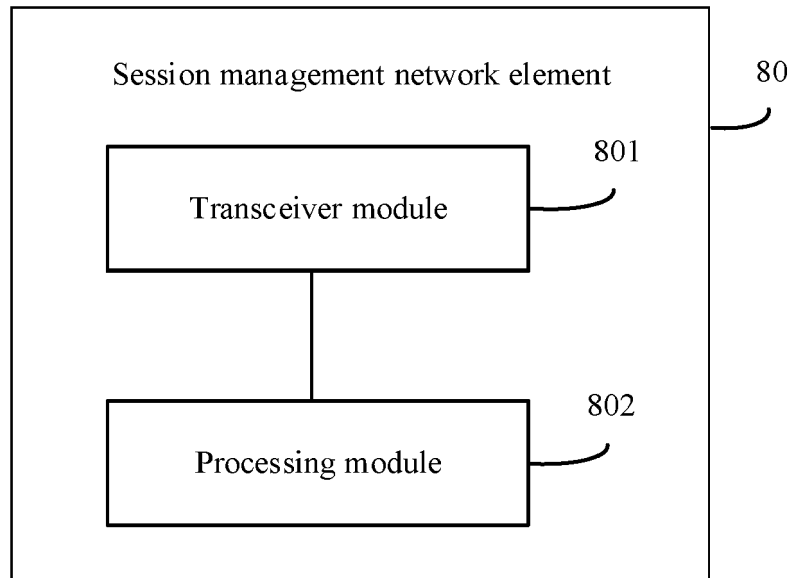 Session management network element
80
801
Transceiver module
802
Processing module